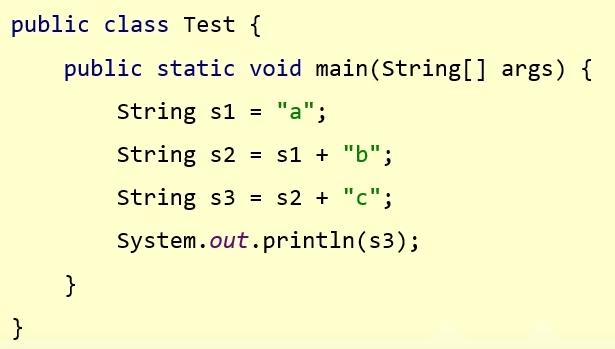 public class Test {
    public static void main(String[] args) {
        String s1 = "a";
        String s2 = s1 + "b";
        String s3 = s2 + "c";
        System.out.println(s3);
    }
}